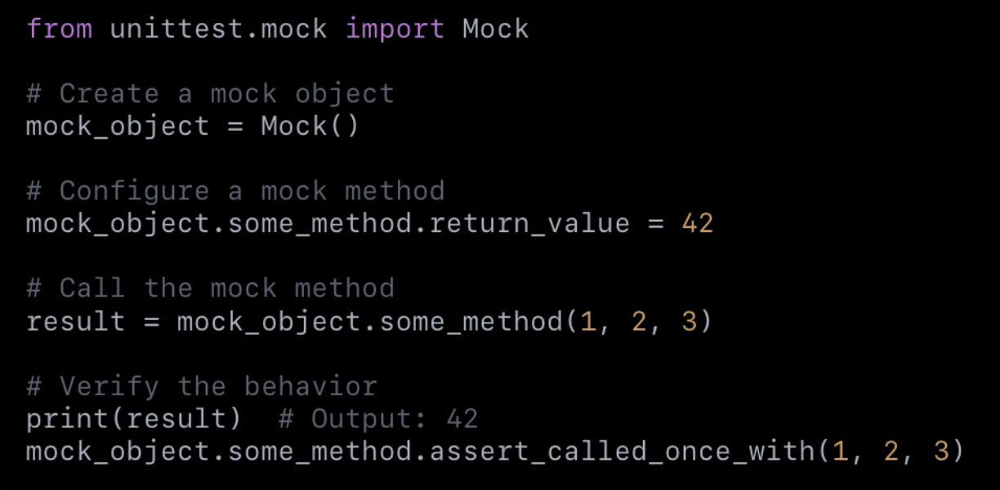 from unittest.mock import Mock
# Create a mock object
mock_object = Mock()
# Configure a mock method
mock_object.some_method.return_value = 42
# Call the mock method
result = mock_object.some_method(1, 2, 3)
# Verify the behavior
print(result)  # Output: 42
mock_object.some_method.assert_called_once_with(1, 2, 3)